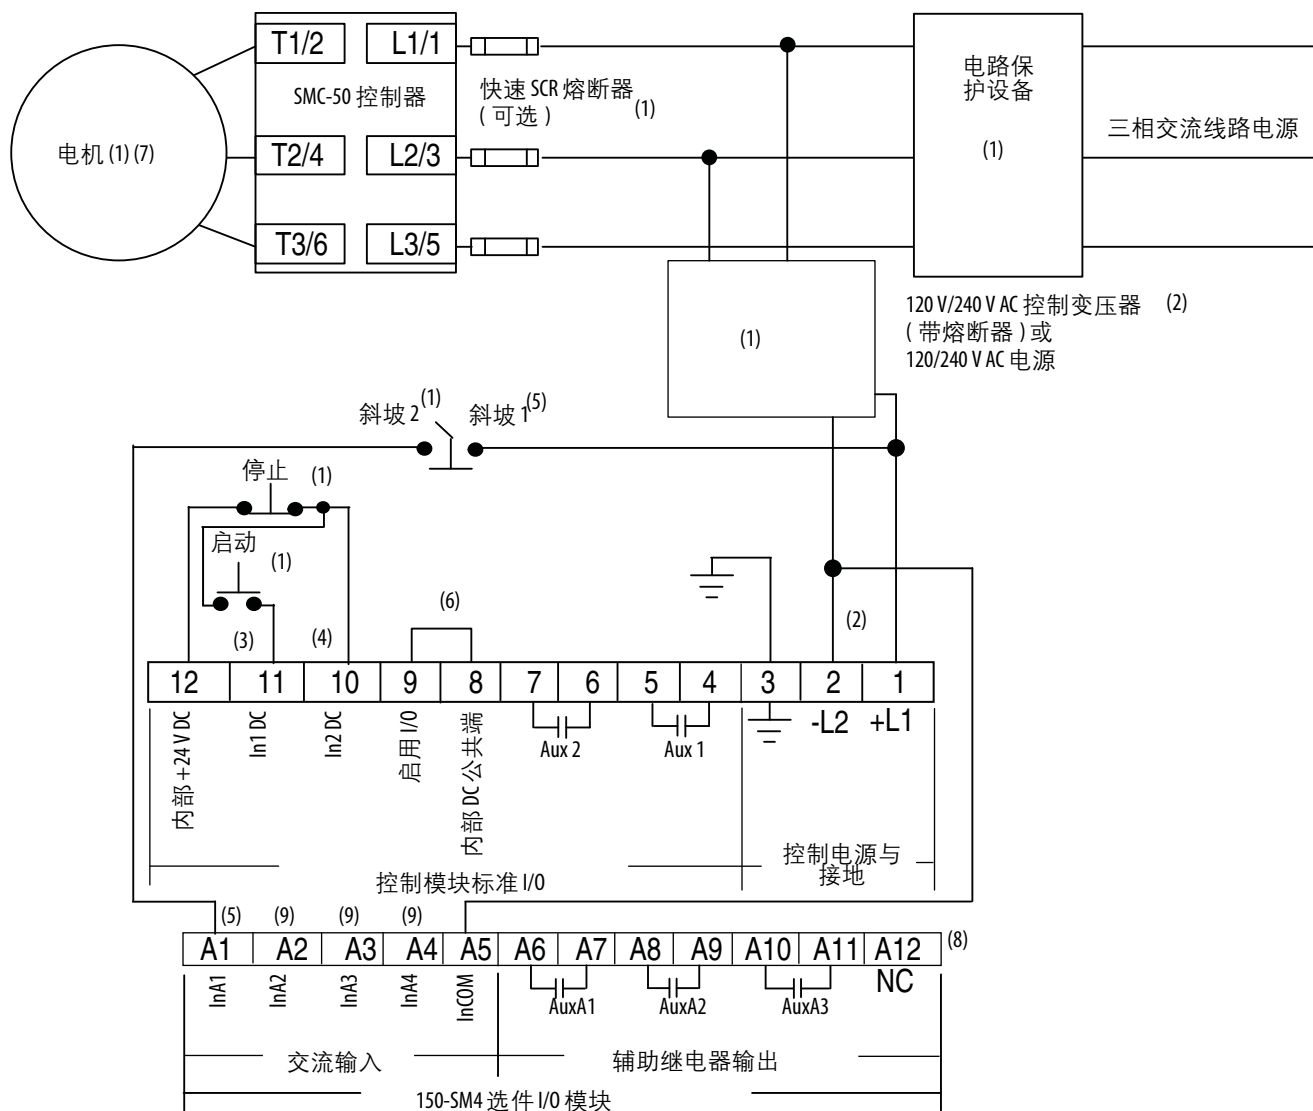 T1/2 L1/1
SMC-50 控制器
快速 SCR 熔断器
( 可选 ) (1)
电路保
护设备
(1)
三相交流线路电源
电机 (1) (7)
T2/4 L2/3
T3/6 L3/5
(1)
120 V/240 V AC 控制变压器 (2)
( 带熔断器 ) 或
120/240 V AC 电源
斜坡 2 (1) 斜坡 1 (5)
停止 (1)
启动 (1)
(3) (4) (6) (2)
12 11 10 9 8 7 6 5 4 3 2 1
内部 +24 V DC
In1 DC
In2 DC
启用 I/O
内部 DC 公共端
Aux 2
Aux 1
-L2 +L1
控制模块标准 I/O
控制电源与
接地
(5) (9) (9) (9)
A1 A2 A3 A4 A5 A6 A7 A8 A9 A10 A11 A12 (8)
InA1
InA2
InA3
InA4
InCOM
AuxA1 AuxA2 AuxA3
NC
交流输入 辅助继电器输出
150-SM4 选件 I/O 模块